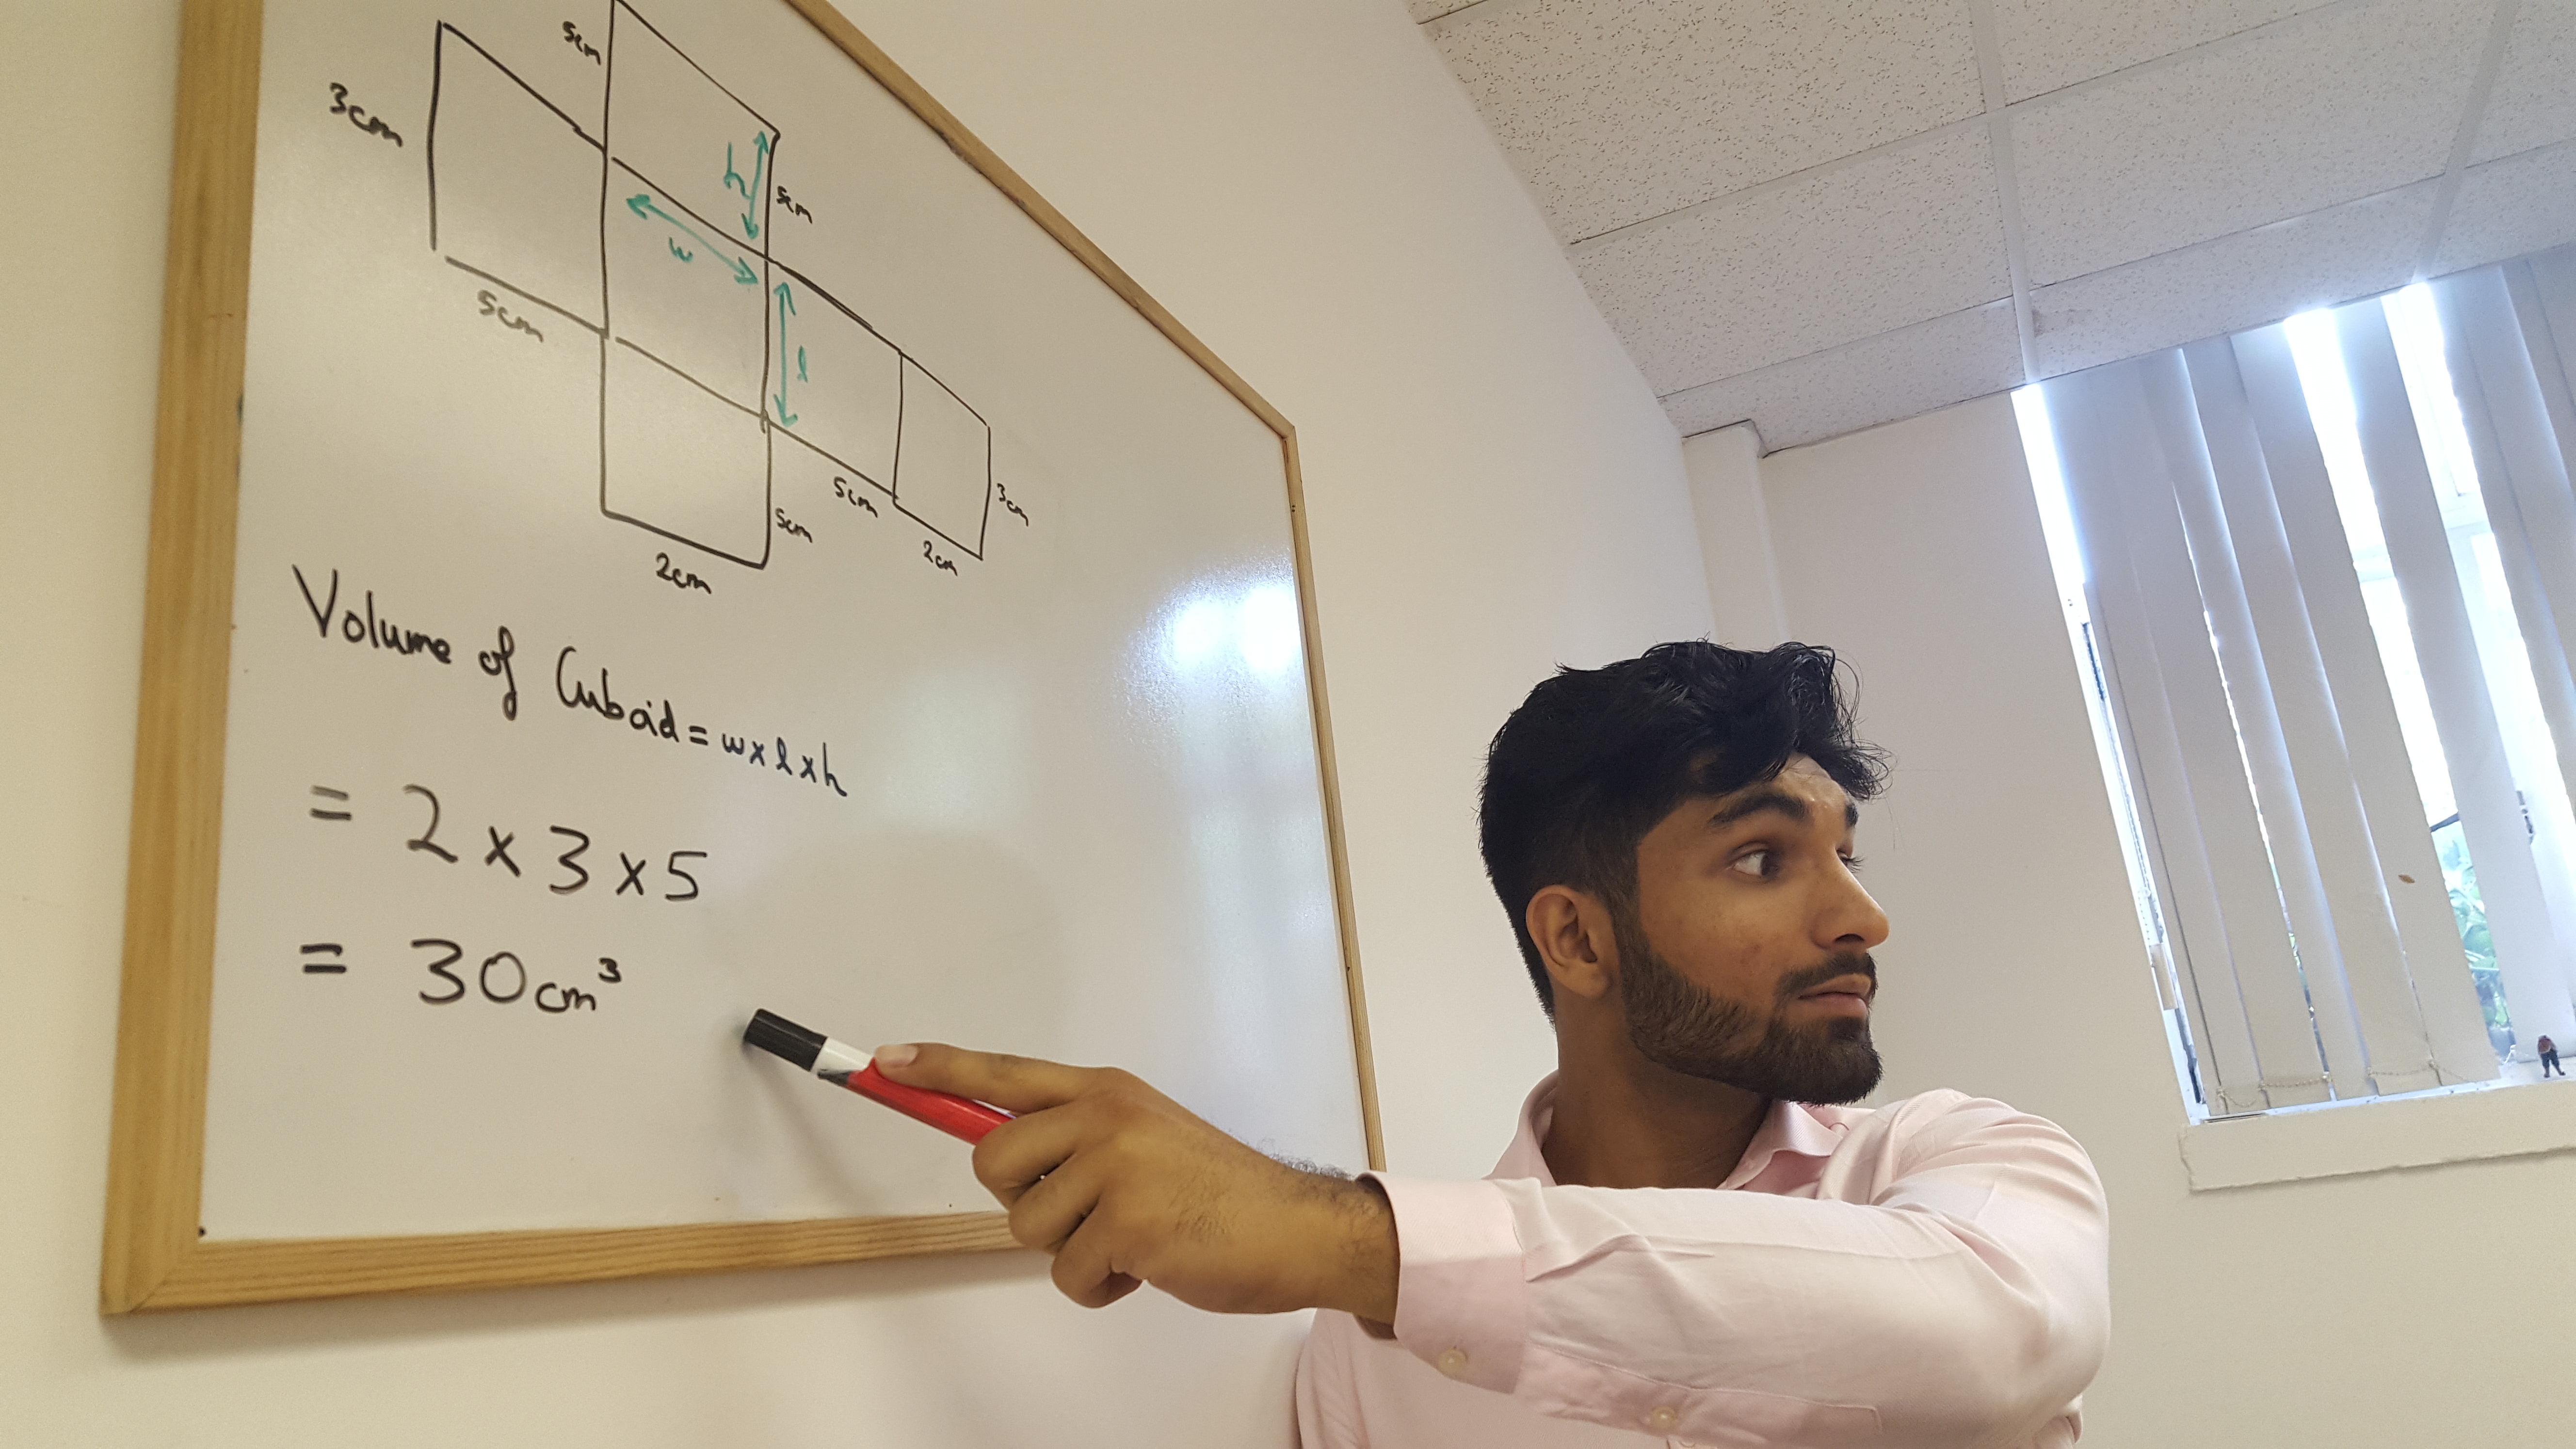 5cm
3cm
h
5cm
w
5cm
l
5cm
3cm
5cm
2cm
2cm
Volume of Cuboid = w x l x h
= 2 x 3 x 5
= 30cm³